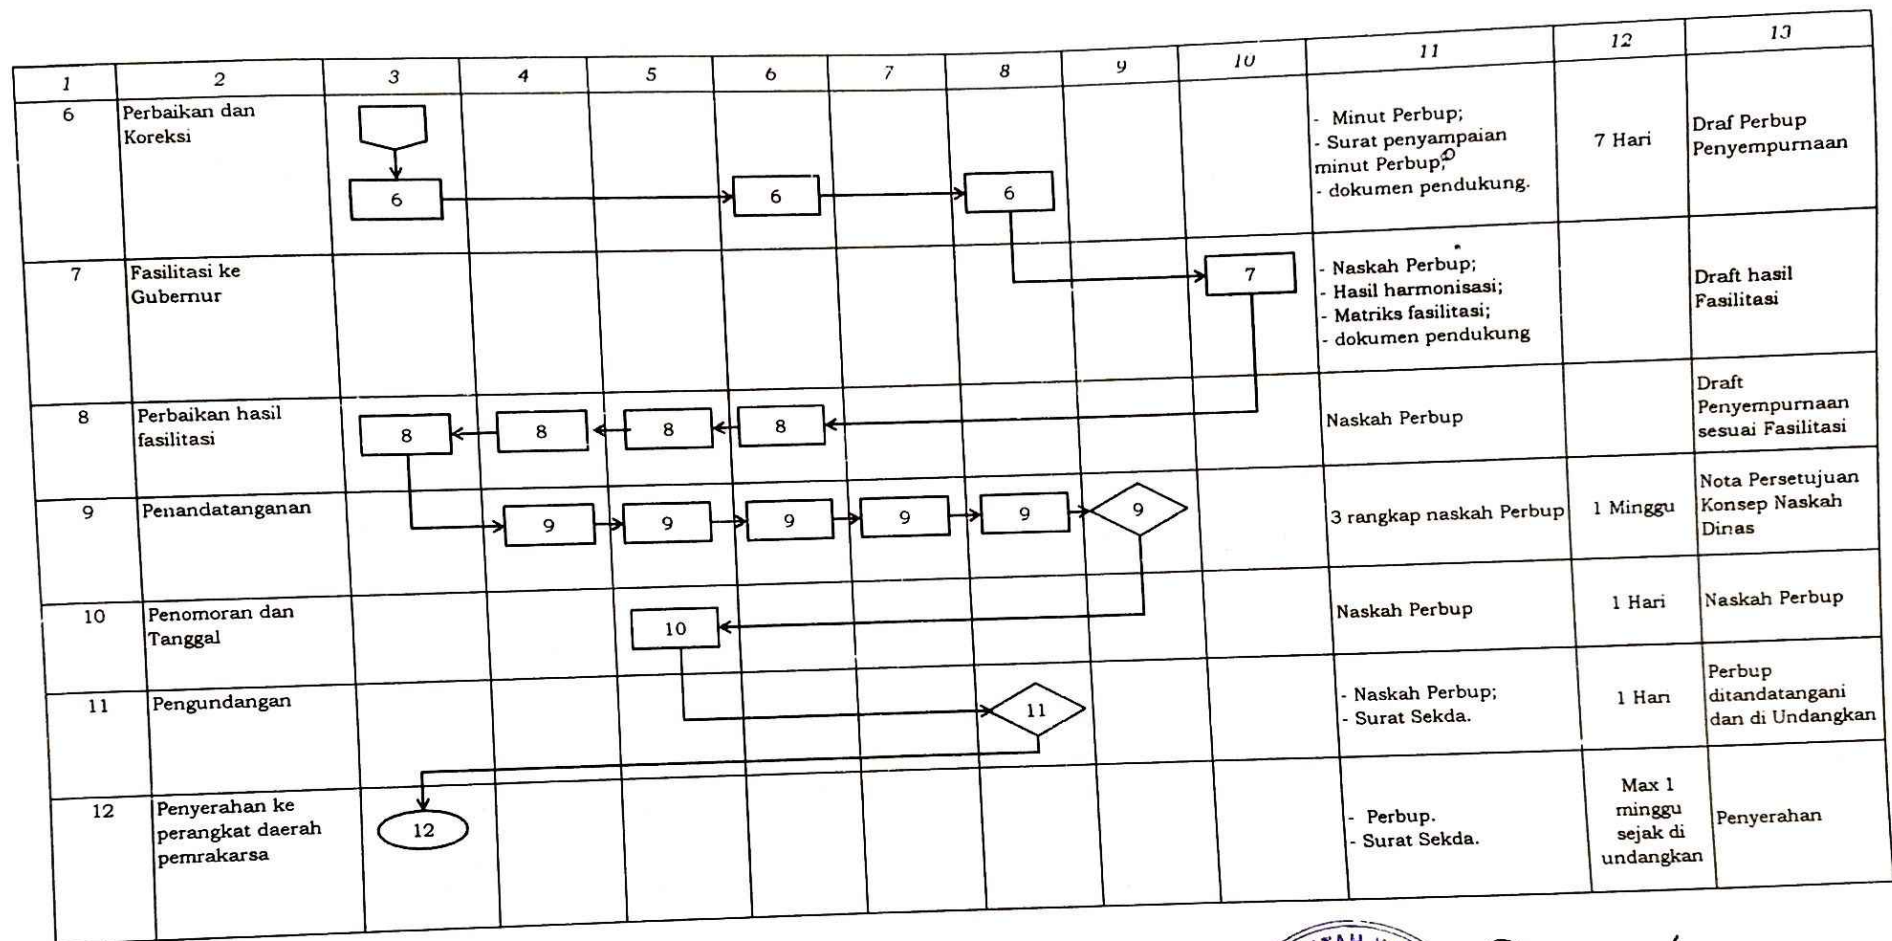 1 2 3 4 5 6 7 8 9 10 11 12 13
6 Perbaikan dan
Koreksi
6 6 6
- Minut Perbup;
- Surat penyampaian
minut Perbup;
- dokumen pendukung.
7 Hari
Draf Perbup
Penyempurnaan
7 Fasilitasi ke
Gubernur
7
- Naskah Perbup;
- Hasil harmonisasi;
- Matriks fasilitasi;
- dokumen pendukung
Draft hasil
Fasilitasi
8 Perbaikan hasil
fasilitasi
8 8 8 8
Naskah Perbup
Draft
Penyempurnaan
sesuai Fasilitasi
9 Penandatanganan
9 9 9 9 9 9
3 rangkap naskah Perbup
1 Minggu
Nota Persetujuan
Konsep Naskah
Dinas
10 Penomoran dan
Tanggal
10
Naskah Perbup
1 Hari
Naskah Perbup
11 Pengundangan
11
- Naskah Perbup;
- Surat Sekda.
1 Hari
Perbup
ditandatangani
dan di Undangkan
12 Penyerahan ke
perangkat daerah
pemrakarsa
12
- Perbup.
- Surat Sekda.
Max 1
minggu
sejak di
undangkan
Penyerahan